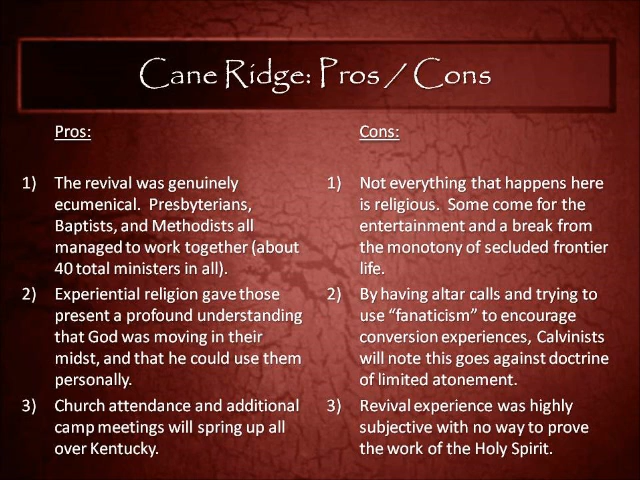 Cane Ridge: Pros / Cons
Pros:
1) The revival was genuinely
ecumenical. Presbyterians,
Baptists, and Methodists all
managed to work together (about
40 total ministers in all).
2) Experiential religion gave those
present a profound understanding
that God was moving in their
midst, and that he could use them
personally.
3) Church attendance and additional
camp meetings will spring up all
over Kentucky.
Cons:
1) Not everything that happens here
is religious. Some come for the
entertainment and a break from
the monotony of secluded frontier
life.
2) By having altar calls and trying to
use “fanaticism” to encourage
conversion experiences, Calvinists
will note this goes against doctrine
of limited atonement.
3) Revival experience was highly
subjective with no way to prove
the work of the Holy Spirit.